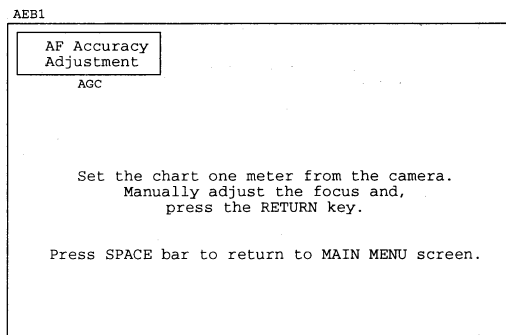 AEB1
AF Accuracy
Adjustment
AGC
Set the chart one meter from the camera.
Manually adjust the focus and,
press the RETURN key.
Press SPACE bar to return to MAIN MENU screen.